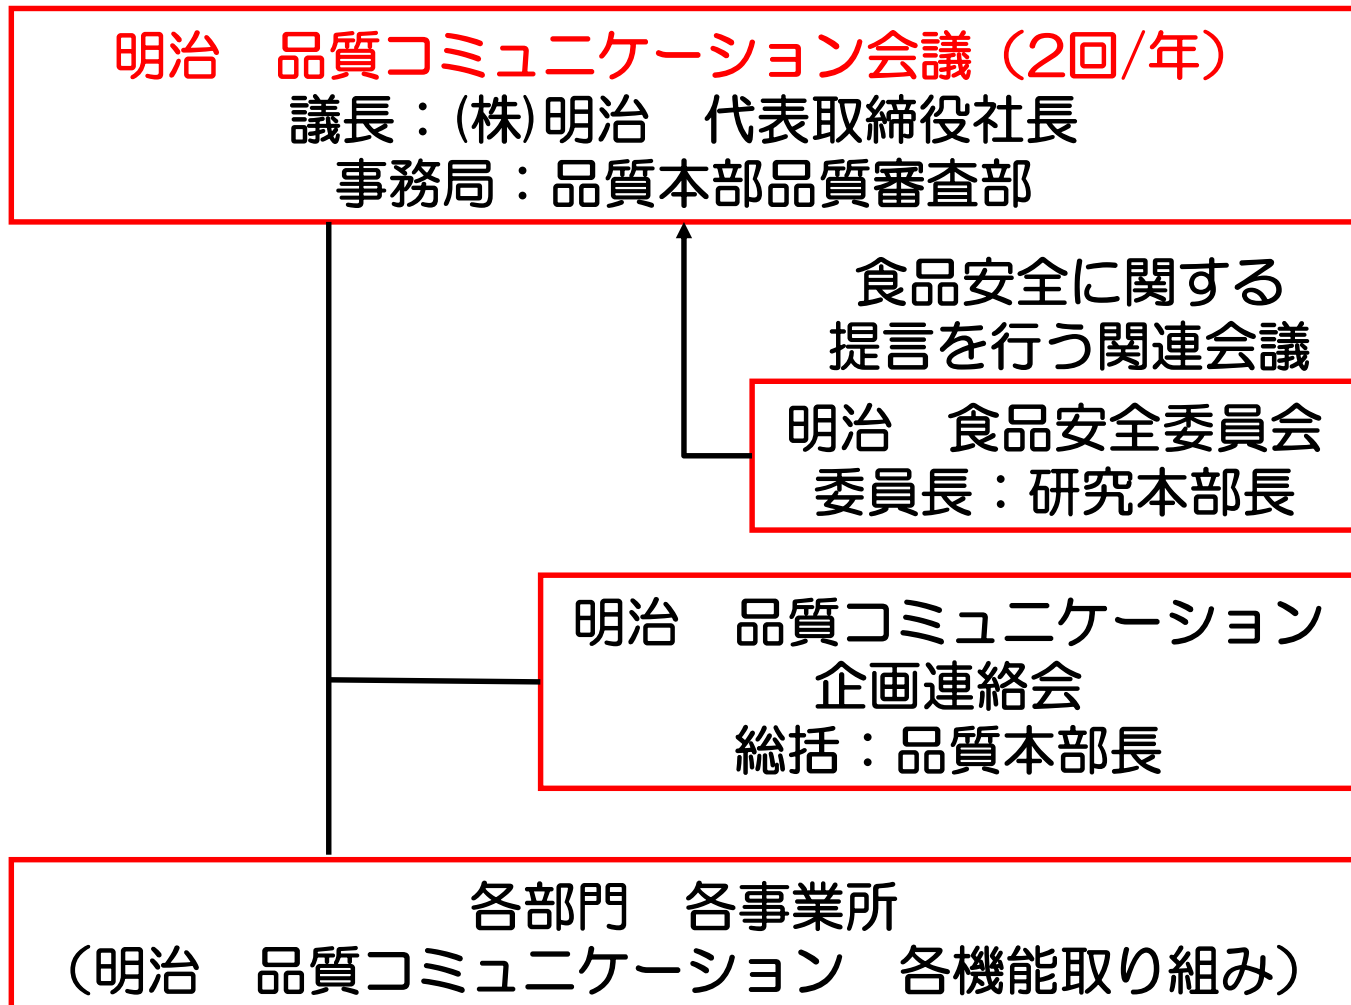 明治　品質コミュニケーション会議（2回/年）
議長：(株)明治　代表取締役社長
事務局：品質本部品質審査部
食品安全に関する
提言を行う関連会議
明治　食品安全委員会
委員長：研究本部長
明治　品質コミュニケーション
企画連絡会
総括：品質本部長
各部門　各事業所
（明治　品質コミュニケーション　各機能取り組み）